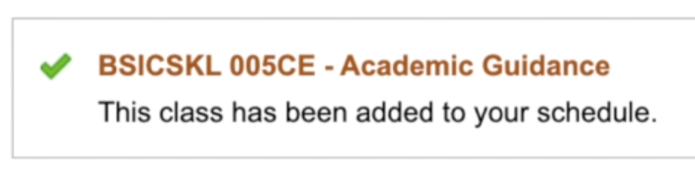 BSICSKL 005CE - Academic Guidance
This class has been added to your schedule.